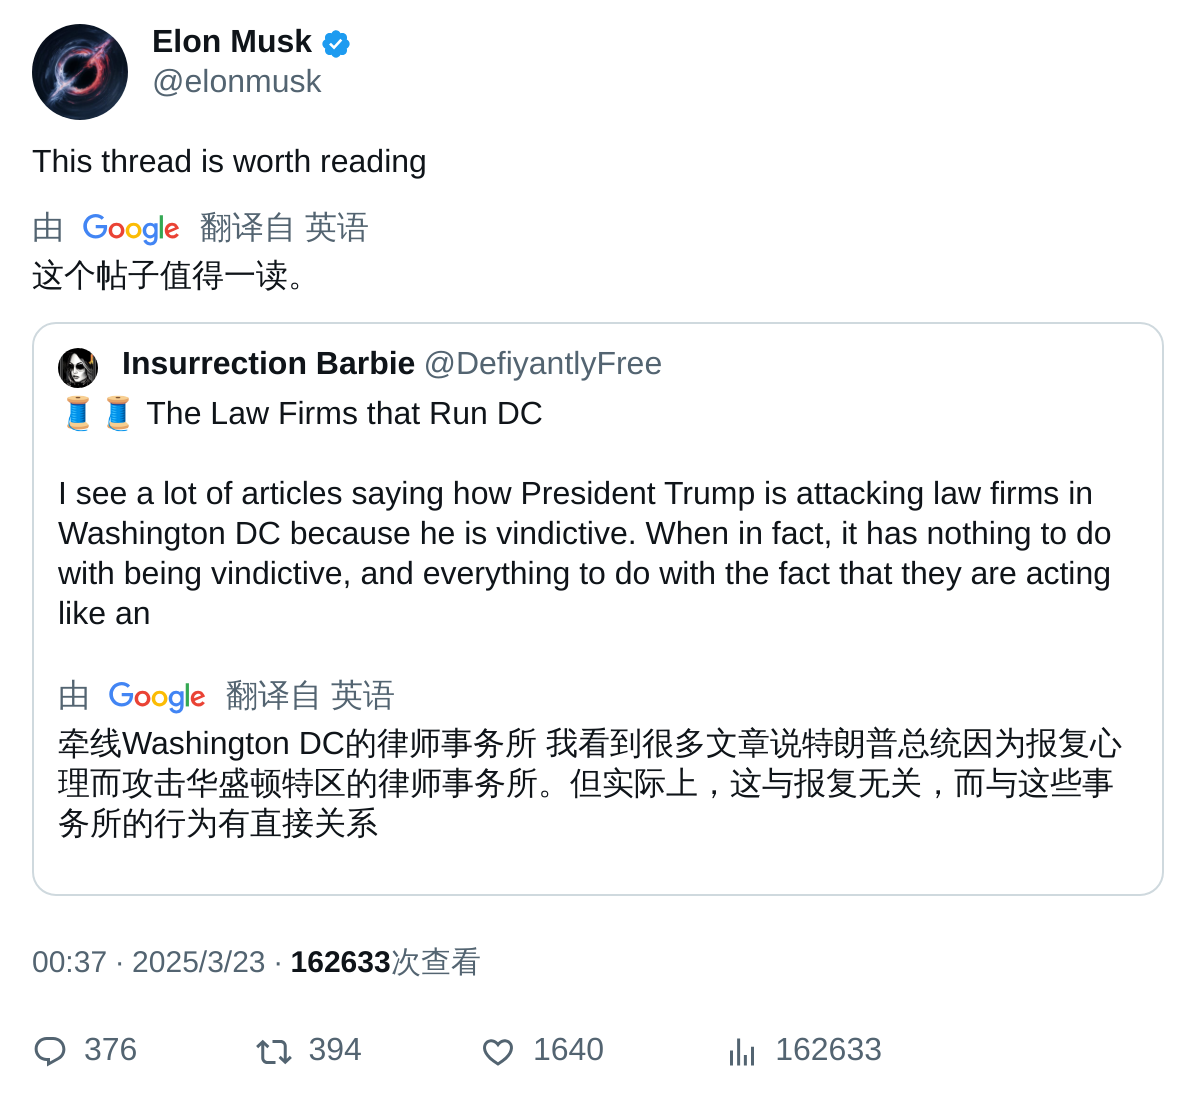 Elon Musk
@elonmusk
This thread is worth reading
由 Google 翻译自 英语
这个帖子值得一读。
Insurrection Barbie @DefiyantlyFree
🧵🧵 The Law Firms that Run DC
I see a lot of articles saying how President Trump is attacking law firms in
Washington DC because he is vindictive. When in fact, it has nothing to do
with being vindictive, and everything to do with the fact that they are acting
like an
由 Google 翻译自 英语
牵线Washington DC的律师事务所 我看到很多文章说特朗普总统因为报复心
理而攻击华盛顿特区的律师事务所。但实际上，这与报复无关，而与这些事
务所的行为有直接关系
00:37 · 2025/3/23 · 162633次查看
376 394 1640 162633